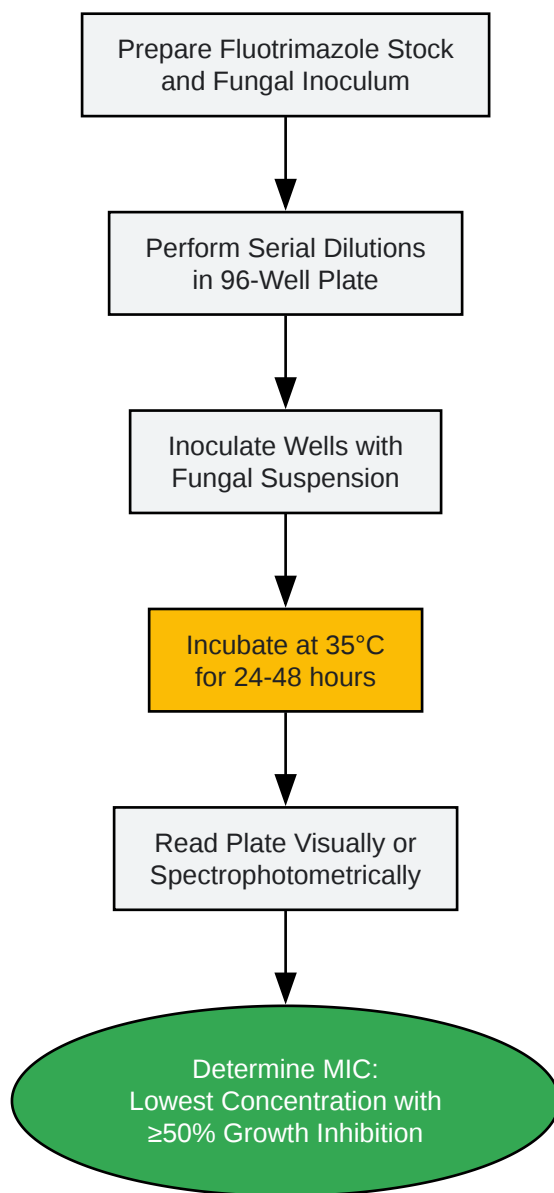 Prepare Fluotrimazole Stock
and Fungal Inoculum
Perform Serial Dilutions
in 96-Well Plate
Inoculate Wells with
Fungal Suspension
Incubate at 35°C
for 24-48 hours
Read Plate Visually or
Spectrophotometrically
Determine MIC:
Lowest Concentration with
≥50% Growth Inhibition